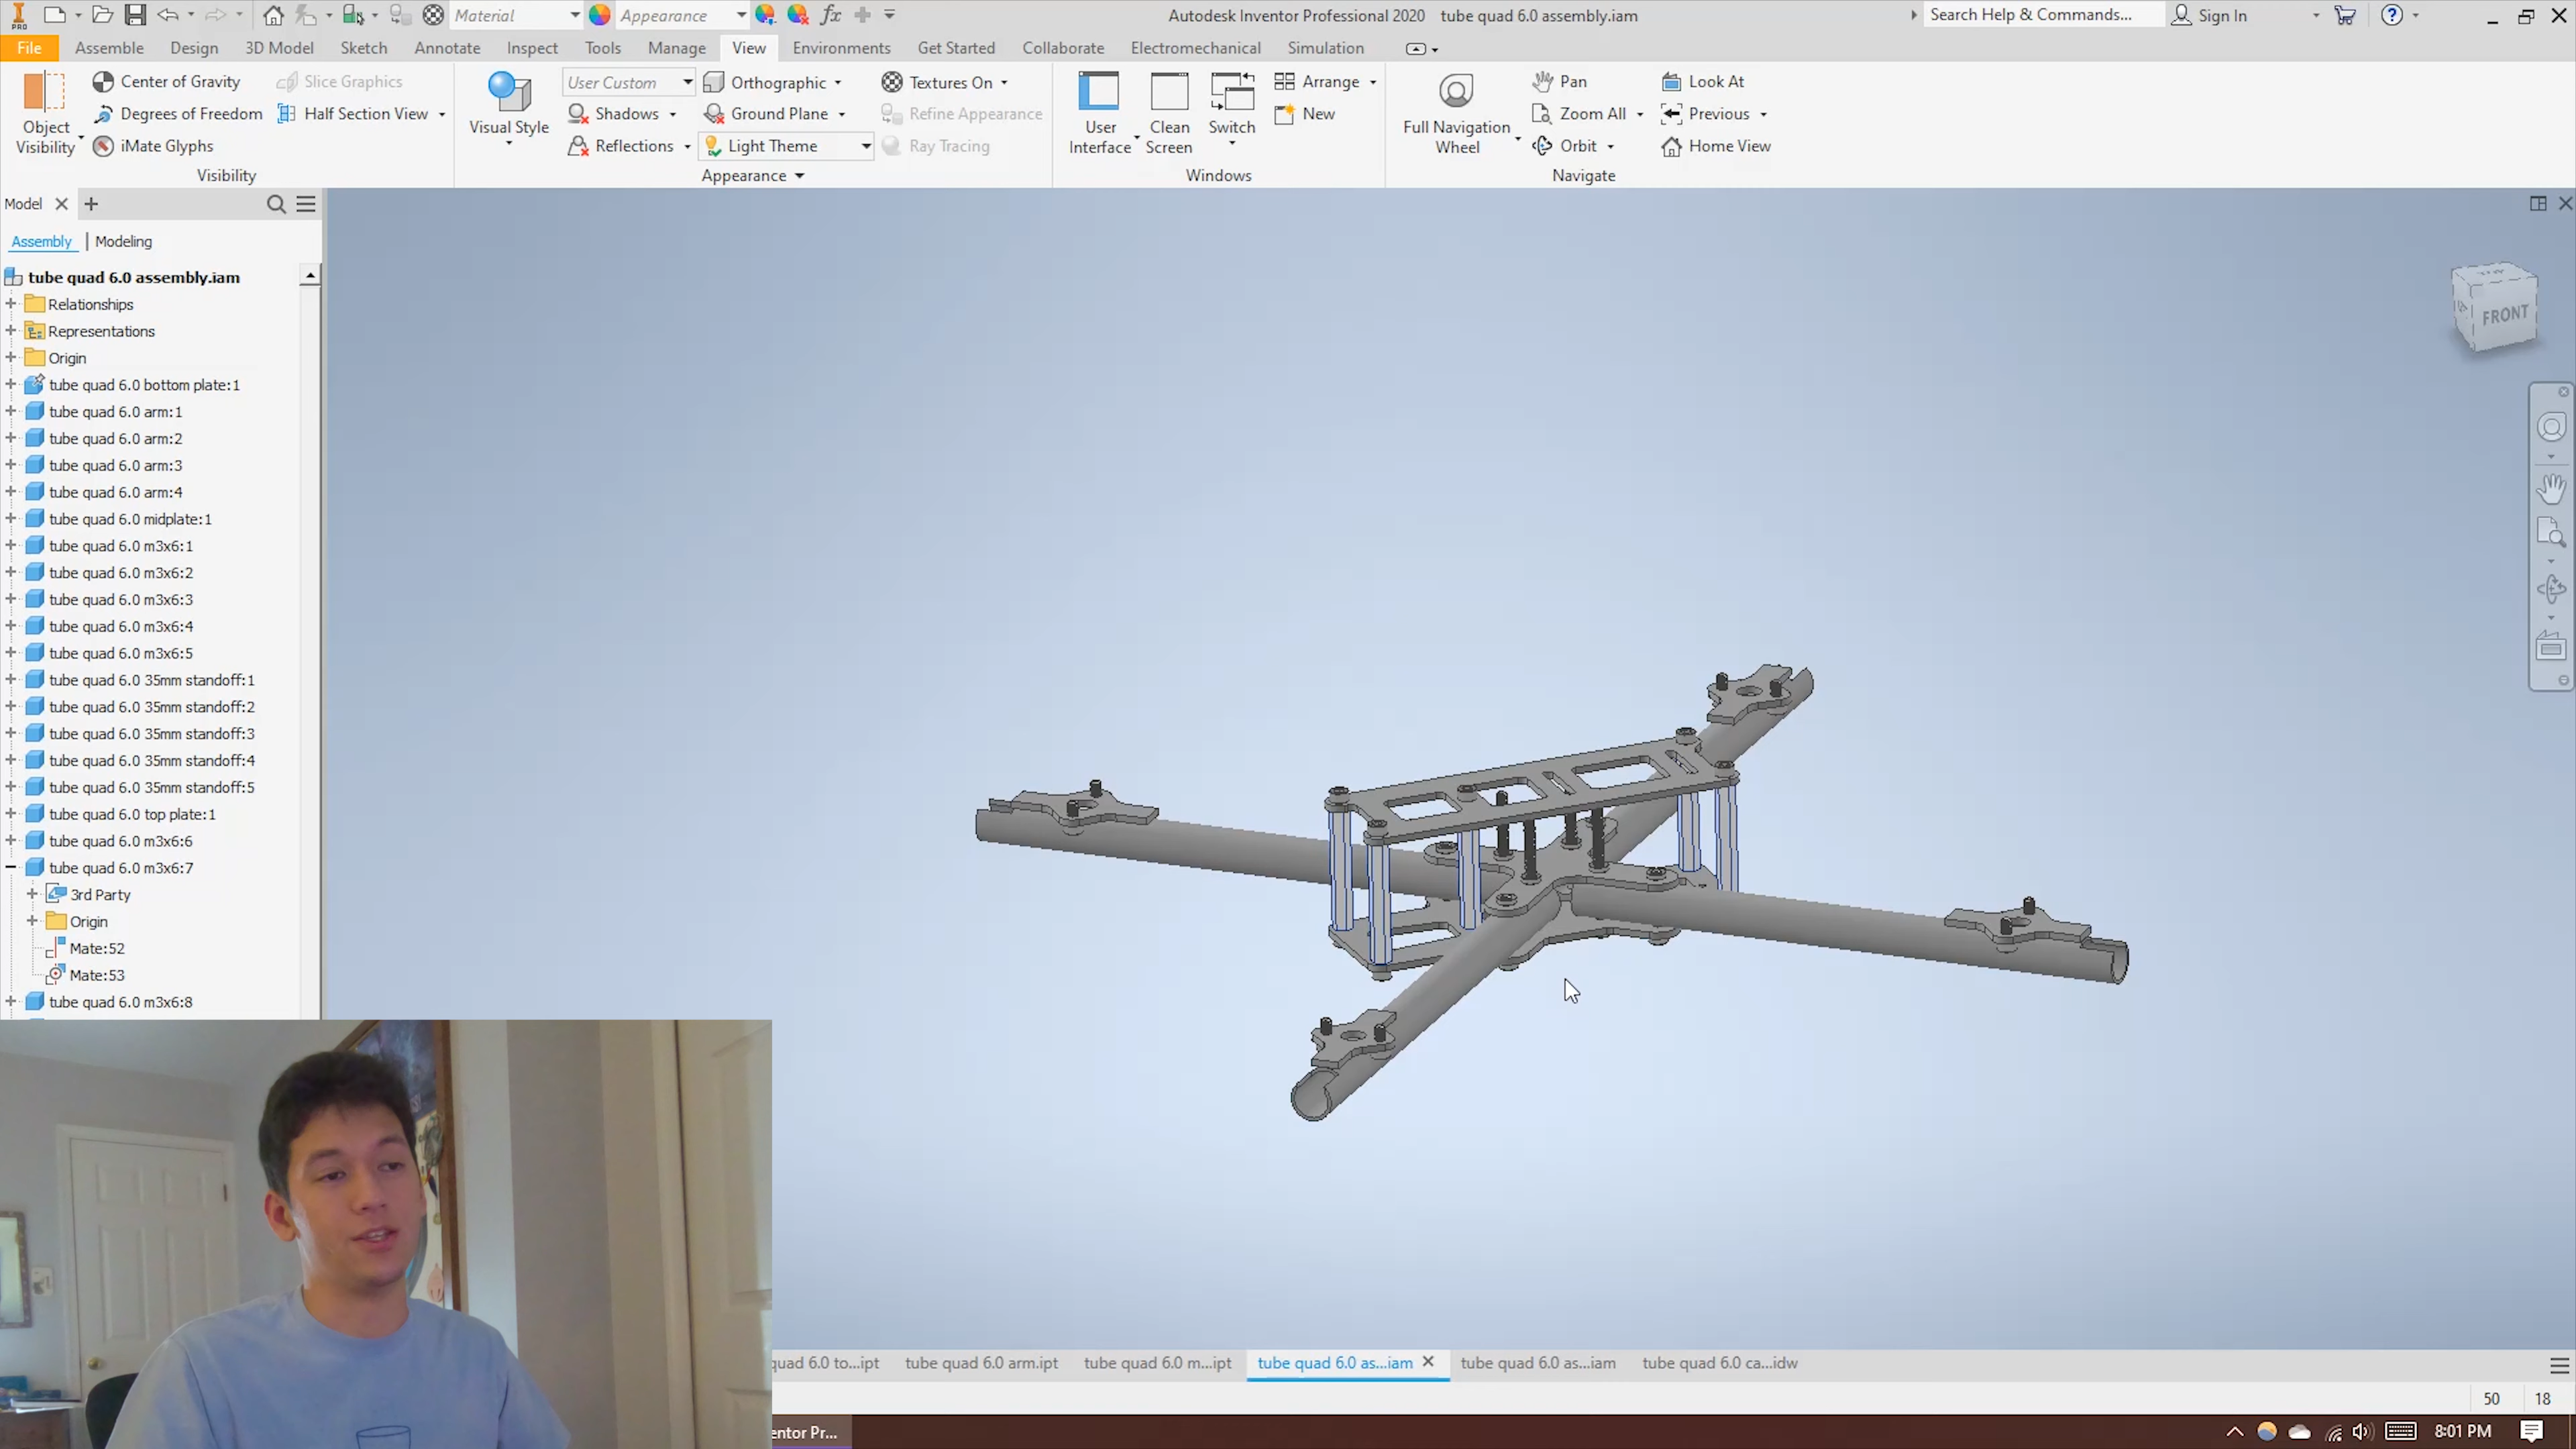 PRO
Material
Appearance
fx
Autodesk Inventor Professional 2020 tube quad 6.0 assembly.iam
Search Help & Commands...
Sign In
File
Assemble
Design
3D Model
Sketch
Annotate
Inspect
Tools
Manage
View
Environments
Get Started
Collaborate
Electromechanical
Simulation
Object
Visibility
Center of Gravity
Degrees of Freedom
iMate Glyphs
Slice Graphics
Half Section View
Visibility
Visual Style
User Custom
Shadows
Reflections
Orthographic
Ground Plane
Light Theme
Textures On
Refine Appearance
Ray Tracing
Appearance
User
Interface
Clean
Screen
Switch
Arrange
New
Windows
Full Navigation
Wheel
Pan
Zoom All
Orbit
Look At
Previous
Home View
Navigate
Model
Assembly | Modeling
tube quad 6.0 assembly.iam
Relationships
Representations
Origin
tube quad 6.0 bottom plate:1
tube quad 6.0 arm:1
tube quad 6.0 arm:2
tube quad 6.0 arm:3
tube quad 6.0 arm:4
tube quad 6.0 midplate:1
tube quad 6.0 m3x6:1
tube quad 6.0 m3x6:2
tube quad 6.0 m3x6:3
tube quad 6.0 m3x6:4
tube quad 6.0 m3x6:5
tube quad 6.0 35mm standoff:1
tube quad 6.0 35mm standoff:2
tube quad 6.0 35mm standoff:3
tube quad 6.0 35mm standoff:4
tube quad 6.0 35mm standoff:5
tube quad 6.0 top plate:1
tube quad 6.0 m3x6:6
tube quad 6.0 m3x6:7
3rd Party
Origin
Mate:52
Mate:53
tube quad 6.0 m3x6:8
FRONT
quad 6.0 to...ipt
tube quad 6.0 arm.ipt
tube quad 6.0 m...ipt
tube quad 6.0 as...iam
tube quad 6.0 as...iam
tube quad 6.0 ca...idw
50
18
entor Pr...
8:01 PM